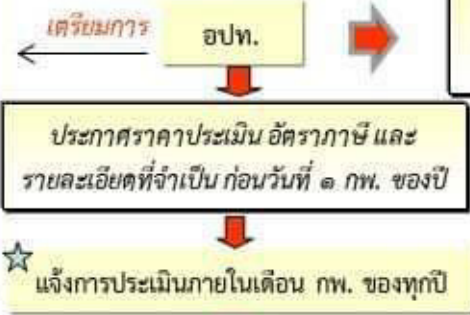 เตรียมการ
อปท.
ประกาศราคาประเมิน อัตราภาษี และ
รายละเอียดที่จำเป็น ก่อนวันที่ ๑ กพ. ของปี
แจ้งการประเมินภายในเดือน กพ. ของทุกปี